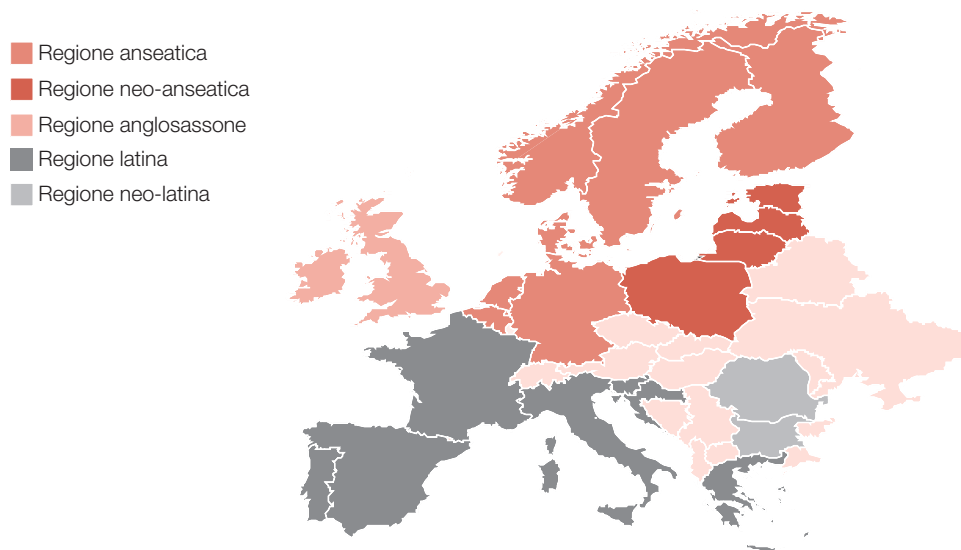 Regione anseatica
Regione neo-anseatica
Regione anglosassone
Regione latina
Regione neo-latina